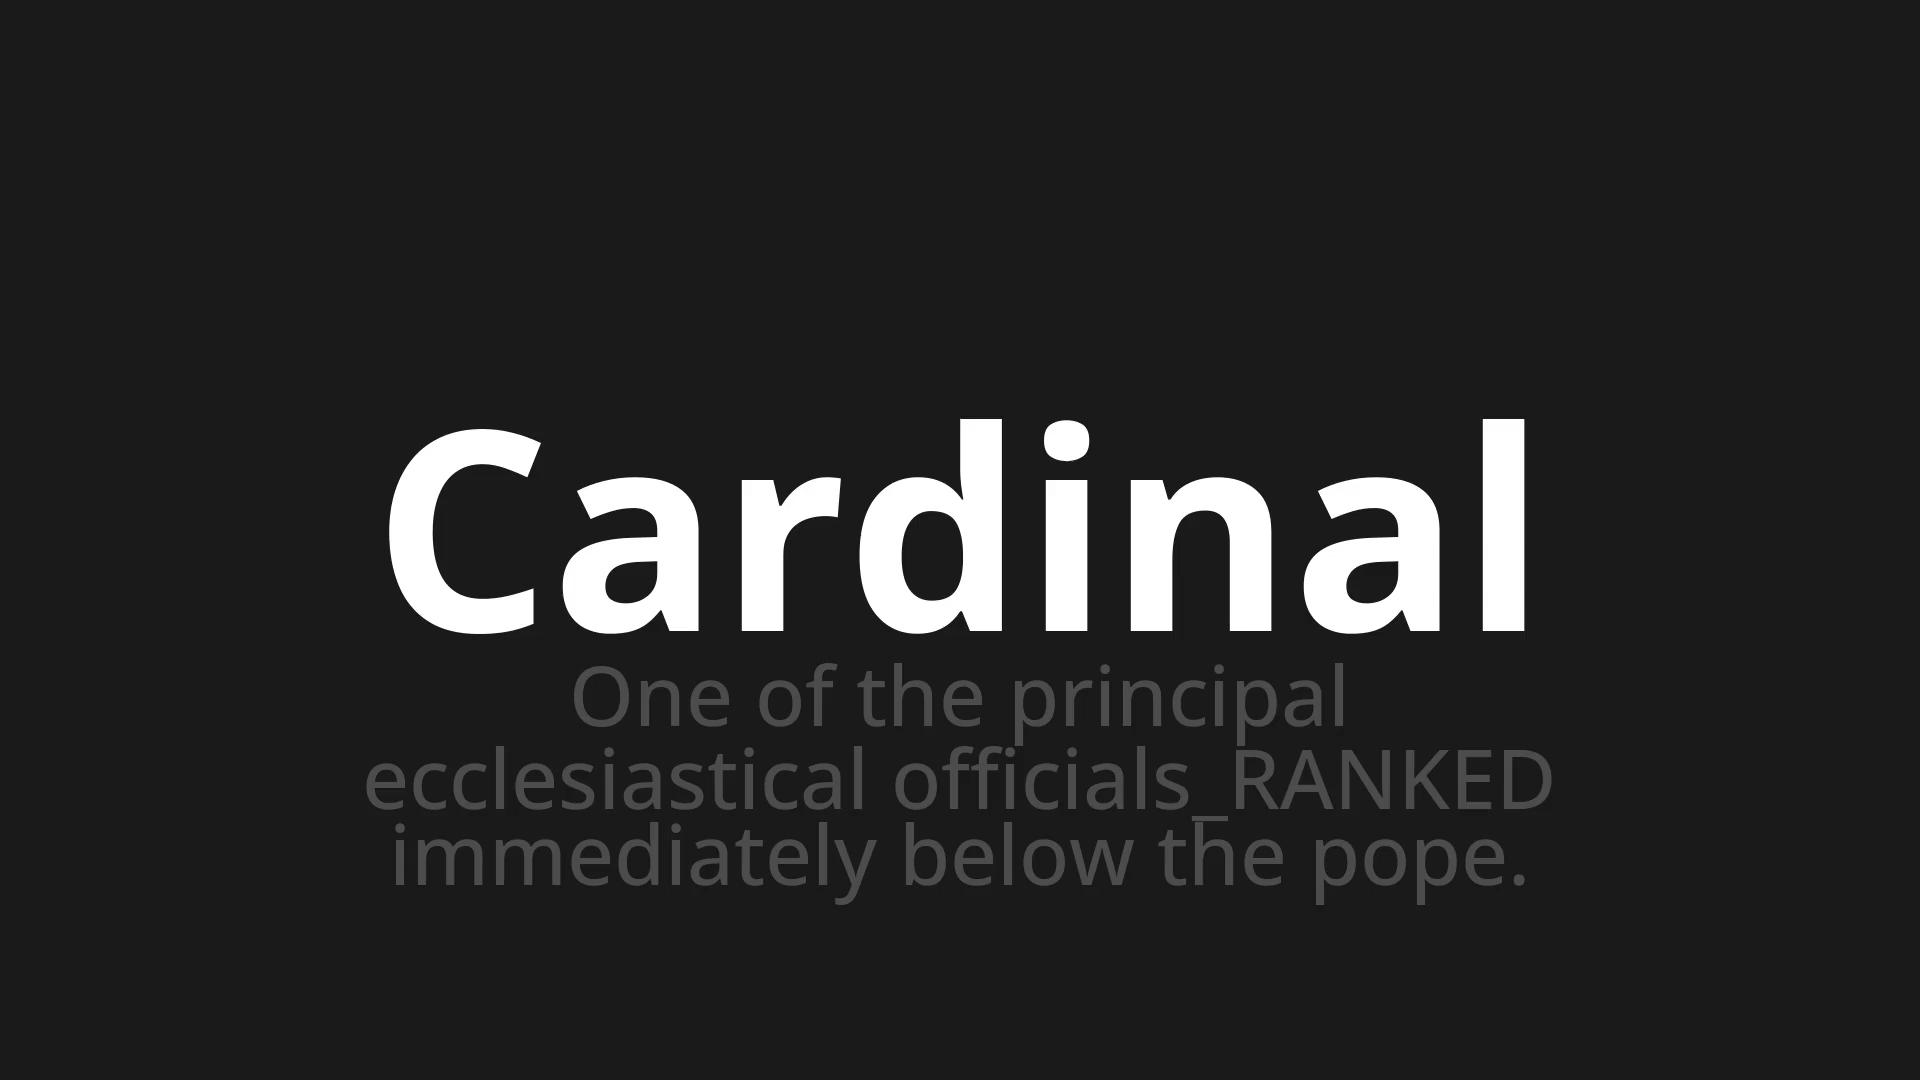 Cardinal
One of the principal
ecclesiastical officials_RANKED
immediately below the pope.